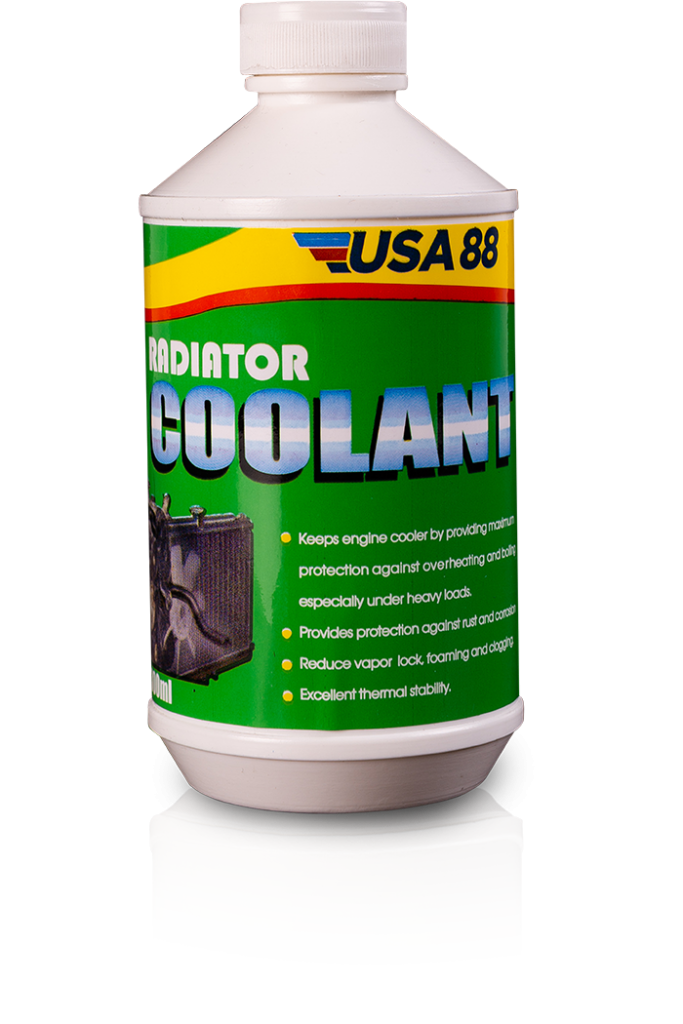 USA 88
RADIATOR
COOLANT
Keeps engine cooler by providing maximum
protection against overheating and boiling
especially under heavy loads.
Provides protection against rust and corrosion
Reduce vapor lock, foaming and clogging.
Excellent thermal stability.